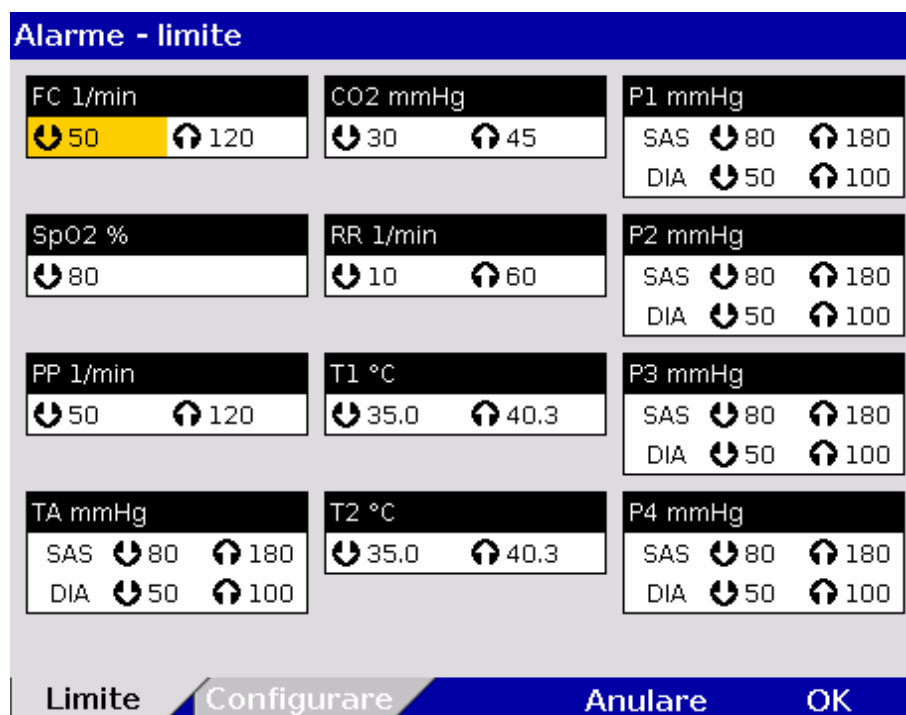 Alarme - limite
FC 1/min
50 120
SpO2 %
80
PP 1/min
50 120
TA mmHg
SAS 80 180
DIA 50 100
CO2 mmHg
30 45
RR 1/min
10 60
T1 °C
35.0 40.3
T2 °C
35.0 40.3
P1 mmHg
SAS 80 180
DIA 50 100
P2 mmHg
SAS 80 180
DIA 50 100
P3 mmHg
SAS 80 180
DIA 50 100
P4 mmHg
SAS 80 180
DIA 50 100
Limite Configurare Anulare OK